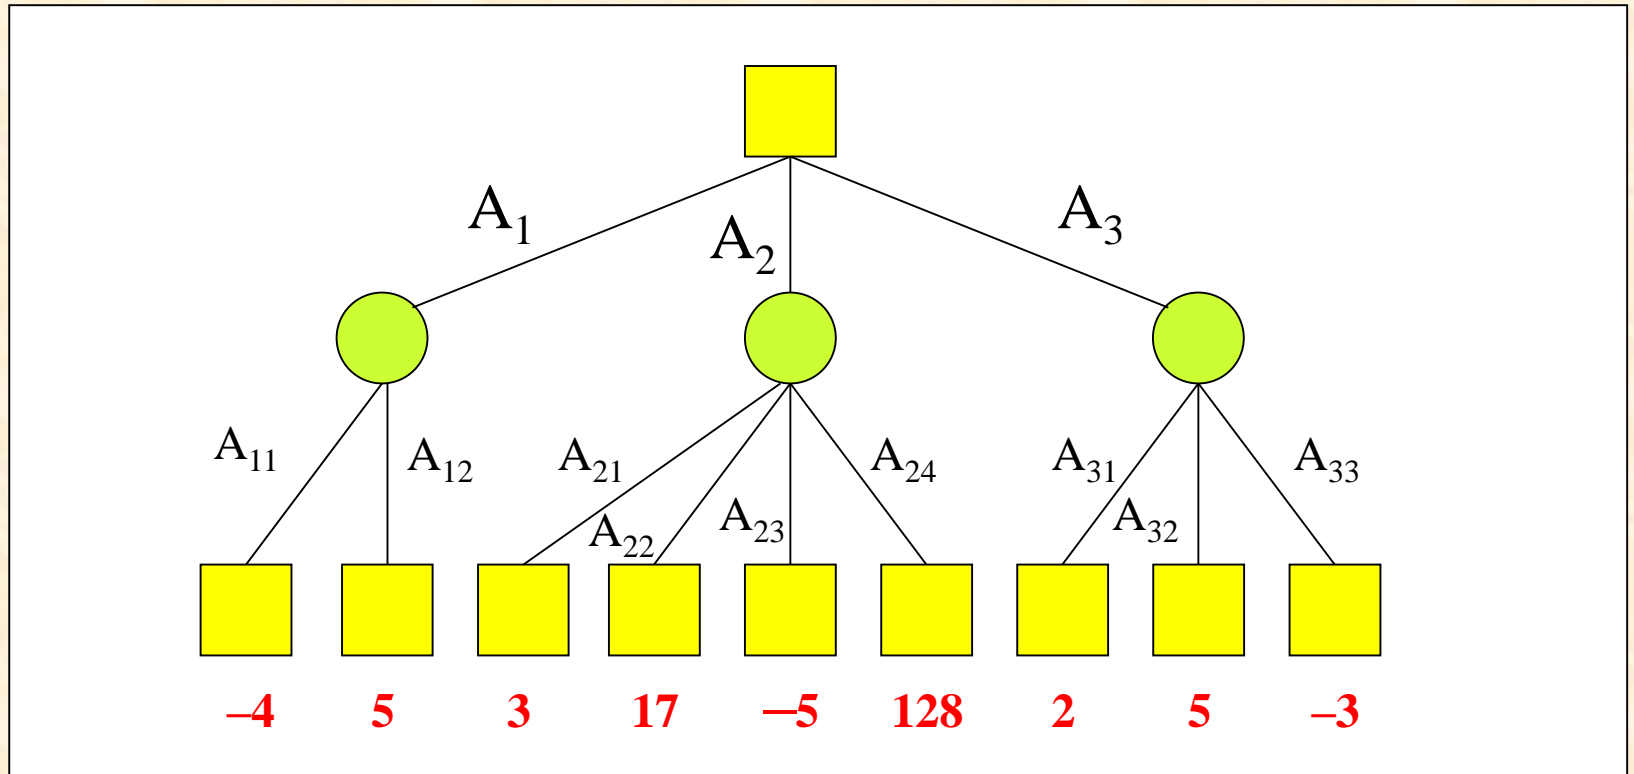 A₁ A₂ A₃
A₁₁ A₁₂ A₂₁ A₂₂ A₂₃ A₂₄ A₃₁ A₃₂ A₃₃
–4 5 3 17 –5 128 2 5 –3